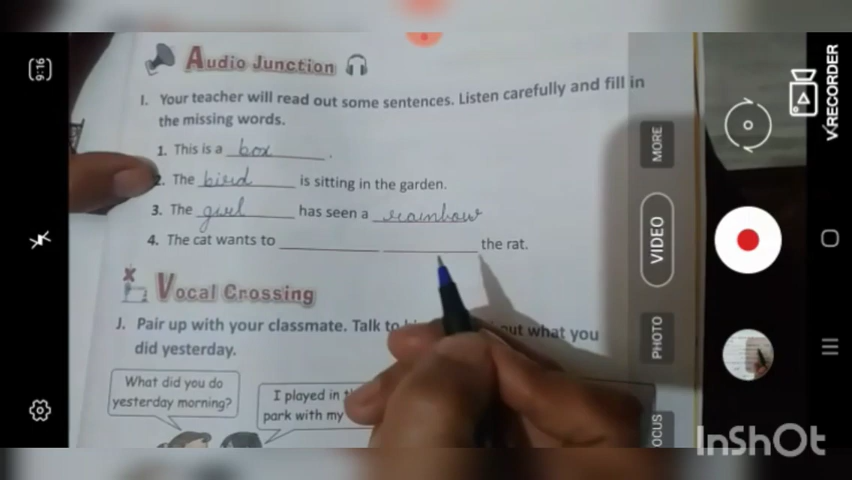 Audio Junction
I. Your teacher will read out some sentences. Listen carefully and fill in
the missing words.
1. This is a box .
2. The bird is sitting in the garden.
3. The girl has seen a rainbow
4. The cat wants to ____ ____ the rat.
Vocal Crossing
J. Pair up with your classmate. Talk to what you
did yesterday.
What did you do
yesterday morning?
I played in
park with my
9:16
MORE
VIDEO
PHOTO
V.RECORDER
InShOt